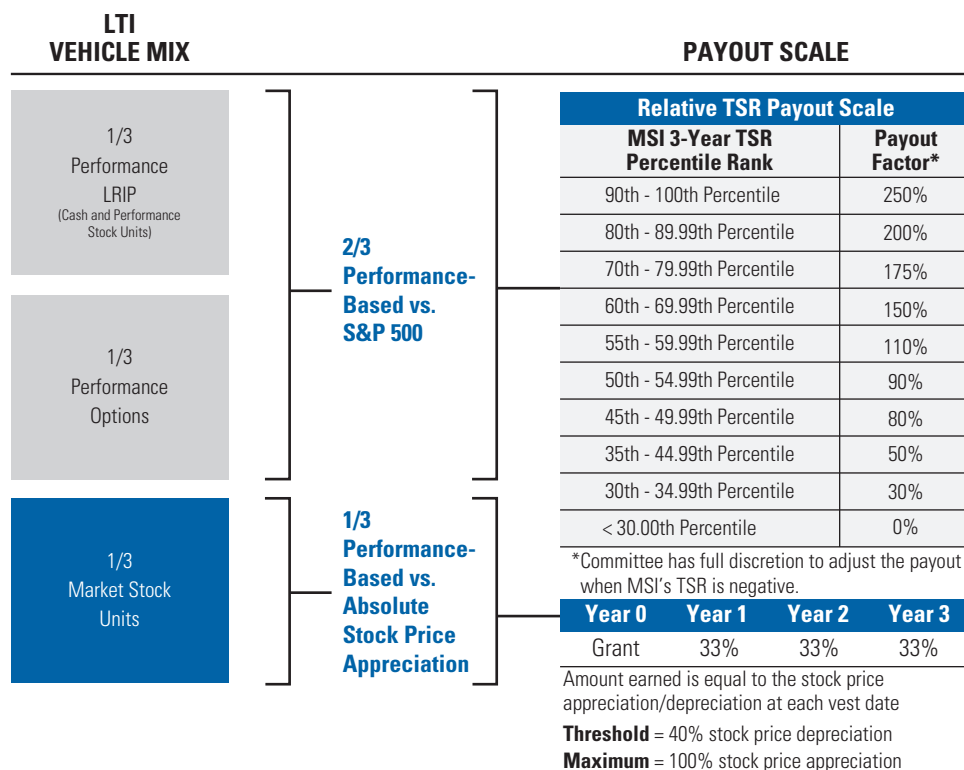 LTI
VEHICLE MIX
PAYOUT SCALE
1/3
Performance
LRIP
(Cash and Performance
Stock Units)
1/3
Performance
Options
1/3
Market Stock
Units
2/3
Performance-
Based vs.
S&P 500
1/3
Performance-
Based vs.
Absolute
Stock Price
Appreciation
Relative TSR Payout Scale
MSI 3-Year TSR
Percentile Rank
Payout
Factor*
90th - 100th Percentile 250%
80th - 89.99th Percentile 200%
70th - 79.99th Percentile 175%
60th - 69.99th Percentile 150%
55th - 59.99th Percentile 110%
50th - 54.99th Percentile 90%
45th - 49.99th Percentile 80%
35th - 44.99th Percentile 50%
30th - 34.99th Percentile 30%
< 30.00th Percentile 0%
*Committee has full discretion to adjust the payout
when MSI's TSR is negative.
Year 0 Year 1 Year 2 Year 3
Grant 33% 33% 33%
Amount earned is equal to the stock price
appreciation/depreciation at each vest date
Threshold = 40% stock price depreciation
Maximum = 100% stock price appreciation